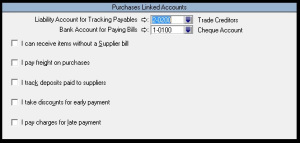 Purchases Linked Accounts
Liability Account for Tracking Payables 2-0200 Trade Creditors
Bank Account for Paying Bills 1-0100 Cheque Account
I can receive items without a Supplier bill
I pay freight on purchases
I track deposits paid to suppliers
I take discounts for early payment
I pay charges for late payment